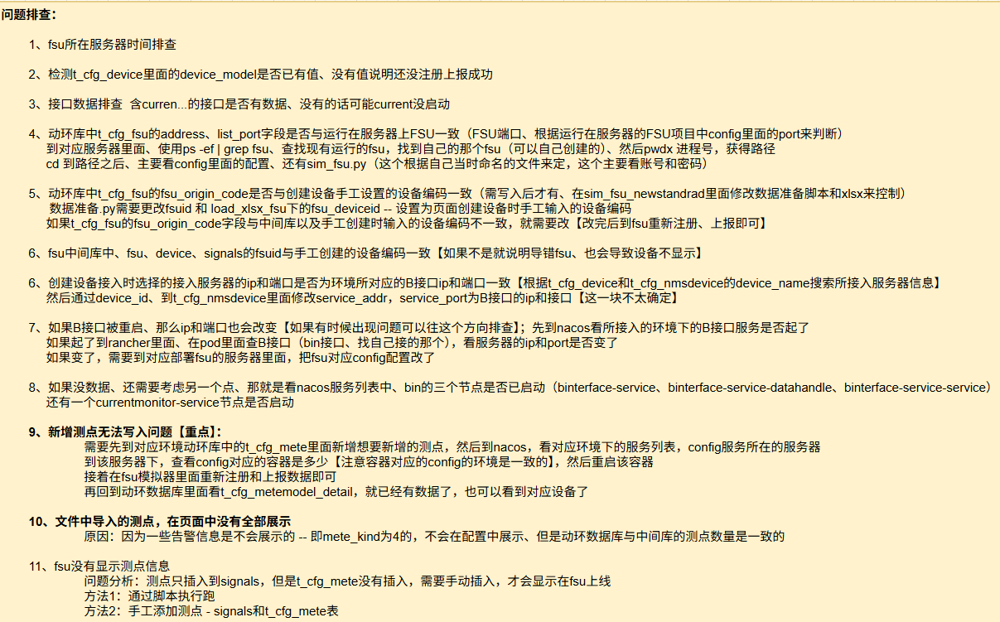 问题排查：
1、fsu所在服务器时间排查
2、检测t_cfg_device里面的device_model是否已有值、没有值说明还没注册上报成功
3、接口数据排查  含curren...的接口是否有数据、没有的话可能current没启动
4、动环库中t_cfg_fsu的address、list_port字段是否与运行在服务器上FSU一致（FSU端口、根据运行在服务器的FSU项目中config里面的port来判断）
到对应服务器里面、使用ps -ef | grep fsu、查找现有运行的fsu，找到自己的那个fsu（可以自己创建的）、然后pwdx 进程号，获得路径
cd 到路径之后、主要看config里面的配置、还有sim_fsu.py（这个根据自己当时命名的文件来定，这个主要看账号和密码）
5、动环库中t_cfg_fsu的fsu_origin_code是否与创建设备手工设置的设备编码一致（需写入后才有、在sim_fsu_newstandrad里面修改数据准备脚本和xlsx来控制）
数据准备.py需要更改fsuid 和 load_xlsx_fsu下的fsu_deviceid -- 设置为页面创建设备时手工输入的设备编码
如果t_cfg_fsu的fsu_origin_code字段与中间库以及手工创建时输入的设备编码不一致，就需要改【改完后到fsu重新注册、上报即可】
6、fsu中间库中、fsu、device、signals的fsuid与手工创建的设备编码一致【如果不是就说明导错fsu、也会导致设备不显示】
6、创建设备接入时选择的接入服务器的ip和端口是否为环境所对应的B接口ip和端口一致【根据t_cfg_device和t_cfg_nmsdevice的device_name搜索所接入服务器信息】
然后通过device_id、到t_cfg_nmsdevice里面修改service_addr，service_port为B接口的ip和接口【这一块不太确定】
7、如果B接口被重启、那么ip和端口也会改变【如果有时候出现问题可以往这个方向排查】；先到nacos看所接入的环境下的B接口服务是否起了
如果起了到rancher里面、在pod里面查B接口（bin接口、找自己接的那个），看服务器的ip和port是否变了
如果变了，需要到对应部署fsu的服务器里面，把fsu对应config配置改了
8、如果没数据、还需要考虑另一个点、那就是看nacos服务列表中、bin的三个节点是否已启动（binterface-service、binterface-service-datahandle、binterface-service-service）
还有一个currentmonitor-service节点是否启动
9、新增测点无法写入问题【重点】：
需要先到对应环境动环库中的t_cfg_mete里面新增想要新增的测点，然后到nacos，看对应环境下的服务列表，config服务所在的服务器
到该服务器下，查看config对应的容器是多少【注意容器对应的config的环境是一致的】，然后重启该容器
接着在fsu模拟器里面重新注册和上报数据即可
再回到动环数据库里面看t_cfg_metemodel_detail，就已经有数据了，也可以看到对应设备了
10、文件中导入的测点，在页面中没有全部展示
原因：因为一些告警信息是不会展示的 -- 即mete_kind为4的，不会在配置中展示、但是动环数据库与中间库的测点数量是一致的
11、fsu没有显示测点信息
问题分析：测点只插入到signals，但是t_cfg_mete没有插入，需要手动插入，才会显示在fsu上线
方法1：通过脚本执行跑
方法2：手工添加测点 - signals和t_cfg_mete表